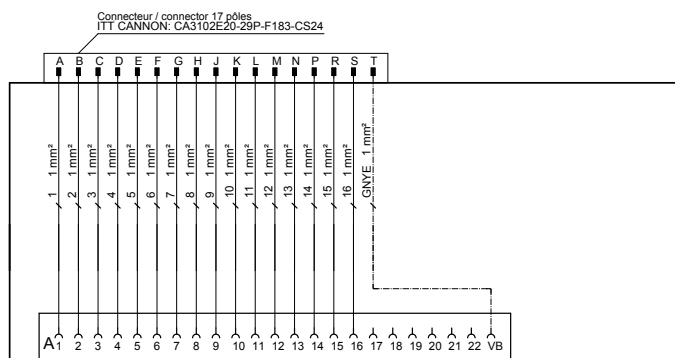 Connecteur / connector 17 pôles
ITT CANNON: CA3102E20-29P-F183-CS24
A B C D E F G H J K L M N P R S T
1 1 mm²
2 1 mm²
3 1 mm²
4 1 mm²
5 1 mm²
6 1 mm²
7 1 mm²
8 1 mm²
9 1 mm²
10 1 mm²
11 1 mm²
12 1 mm²
13 1 mm²
14 1 mm²
15 1 mm²
16 1 mm²
GNYE 1 mm²
A 1 2 3 4 5 6 7 8 9 10 11 12 13 14 15 16 17 18 19 20 21 22 VB